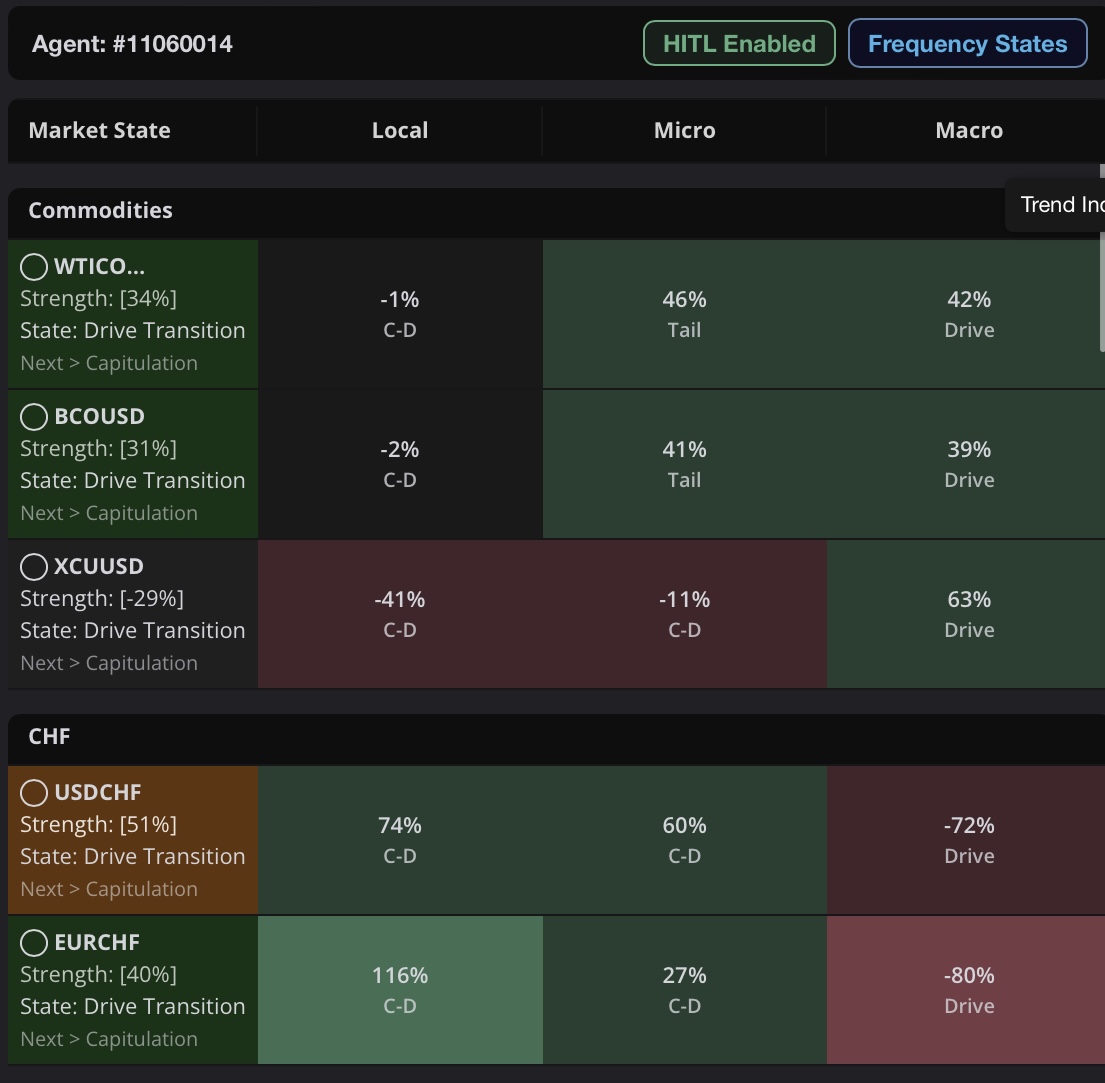 Agent: #11060014
HITL Enabled
Frequency States
Market State
Local
Micro
Macro
Commodities
Trend
WTICO...
Strength: [34%]
State: Drive Transition
Next > Capitulation
-1%
C-D
46%
Tail
42%
Drive
BCOUSD
Strength: [31%]
State: Drive Transition
Next > Capitulation
-2%
C-D
41%
Tail
39%
Drive
XCUUSD
Strength: [-29%]
State: Drive Transition
Next > Capitulation
-41%
C-D
-11%
C-D
63%
Drive
CHF
USDCHF
Strength: [51%]
State: Drive Transition
Next > Capitulation
74%
C-D
60%
C-D
-72%
Drive
EURCHF
Strength: [40%]
State: Drive Transition
Next > Capitulation
116%
C-D
27%
C-D
-80%
Drive